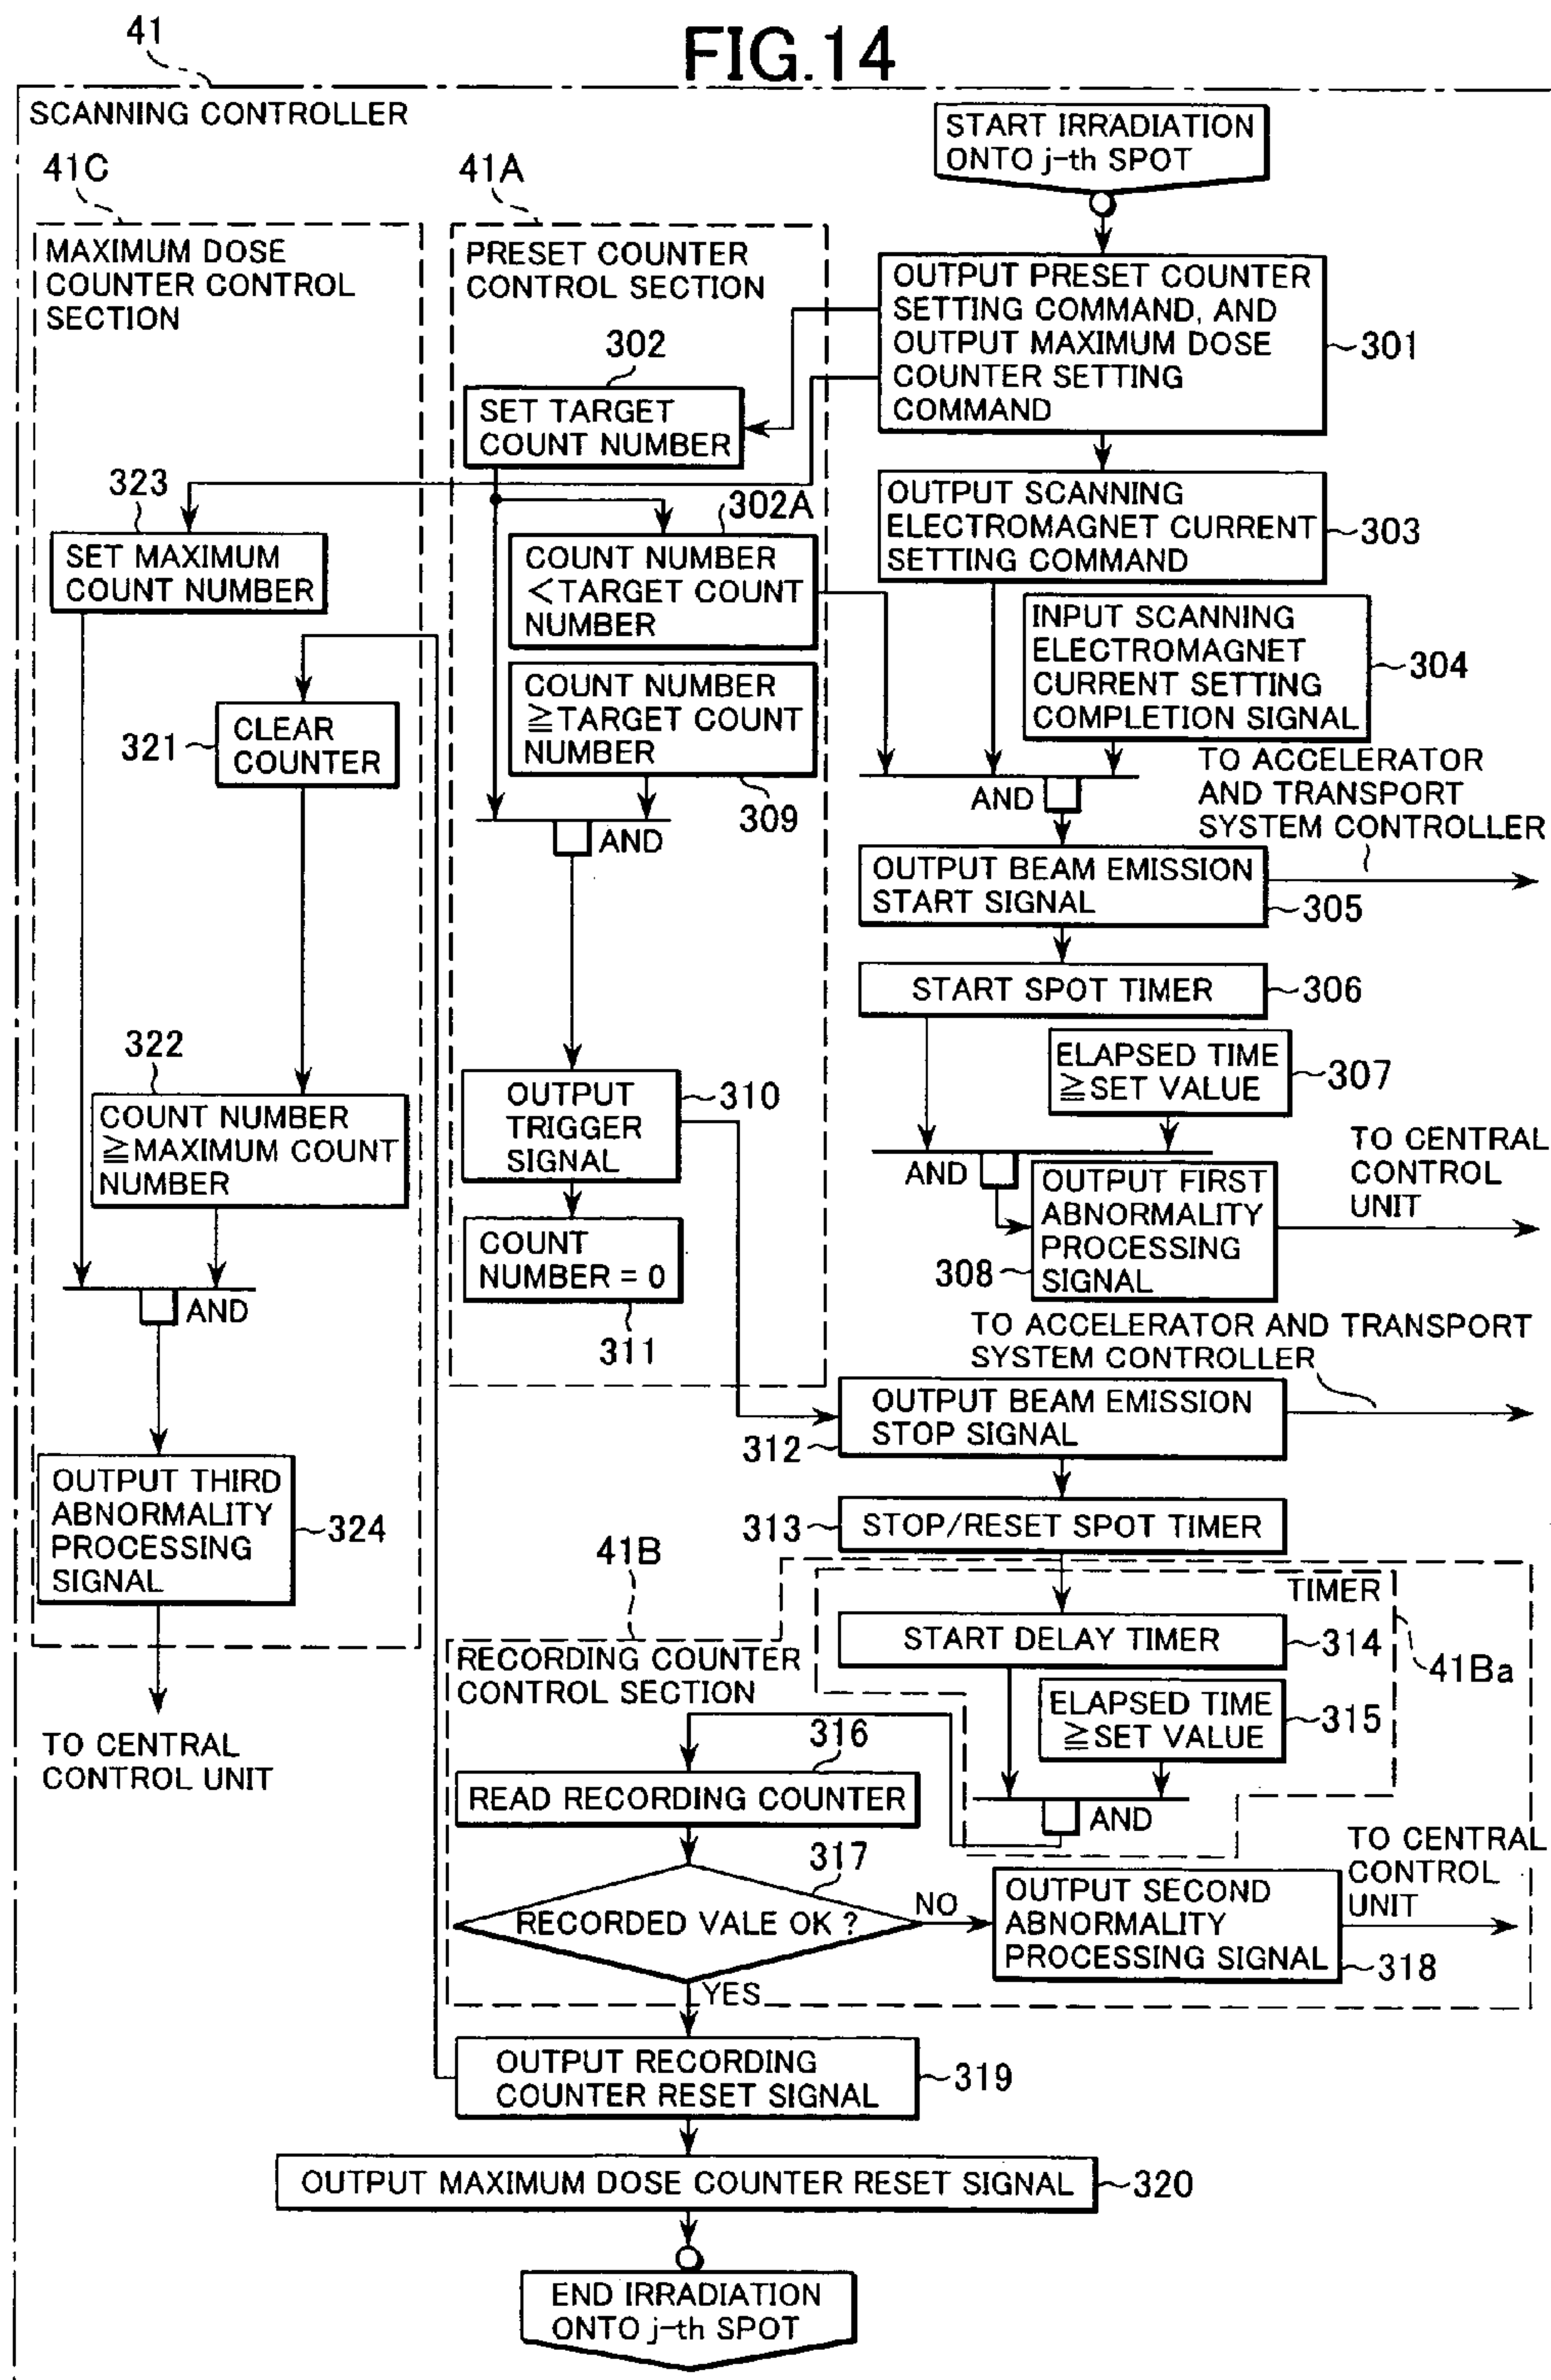 FIG.14
41
SCANNING CONTROLLER
START IRRADIATION
ONTO j-th SPOT
41C
41A
MAXIMUM DOSE
COUNTER CONTROL
SECTION
PRESET COUNTER
CONTROL SECTION
OUTPUT PRESET COUNTER
SETTING COMMAND, AND
OUTPUT MAXIMUM DOSE
COUNTER SETTING
COMMAND
301
302
SET TARGET
COUNT NUMBER
323
SET MAXIMUM
COUNT NUMBER
302A
COUNT NUMBER
<TARGET COUNT
NUMBER
OUTPUT SCANNING
ELECTROMAGNET CURRENT
SETTING COMMAND
303
INPUT SCANNING
ELECTROMAGNET
CURRENT SETTING
COMPLETION SIGNAL
304
COUNT NUMBER
≧TARGET COUNT
NUMBER
309
321
CLEAR
COUNTER
AND
AND
TO ACCELERATOR
AND TRANSPORT
SYSTEM CONTROLLER
OUTPUT BEAM EMISSION
START SIGNAL
305
START SPOT TIMER
306
ELAPSED TIME
≧SET VALUE
307
322
COUNT NUMBER
≧MAXIMUM COUNT
NUMBER
OUTPUT
TRIGGER
SIGNAL
310
AND
OUTPUT FIRST
ABNORMALITY
PROCESSING
SIGNAL
308
TO CENTRAL
CONTROL
UNIT
COUNT
NUMBER = 0
311
AND
TO ACCELERATOR AND TRANSPORT
SYSTEM CONTROLLER
OUTPUT BEAM EMISSION
STOP SIGNAL
312
OUTPUT THIRD
ABNORMALITY
PROCESSING
SIGNAL
324
313
STOP/RESET SPOT TIMER
41B
TIMER
START DELAY TIMER
314
41Ba
RECORDING COUNTER
CONTROL SECTION
ELAPSED TIME
≧SET VALUE
315
TO CENTRAL
CONTROL UNIT
316
READ RECORDING COUNTER
AND
317
RECORDED VALE OK ?
NO
OUTPUT SECOND
ABNORMALITY
PROCESSING SIGNAL
318
TO CENTRAL
CONTROL
UNIT
YES
OUTPUT RECORDING
COUNTER RESET SIGNAL
319
OUTPUT MAXIMUM DOSE COUNTER RESET SIGNAL
320
END IRRADIATION
ONTO j-th SPOT